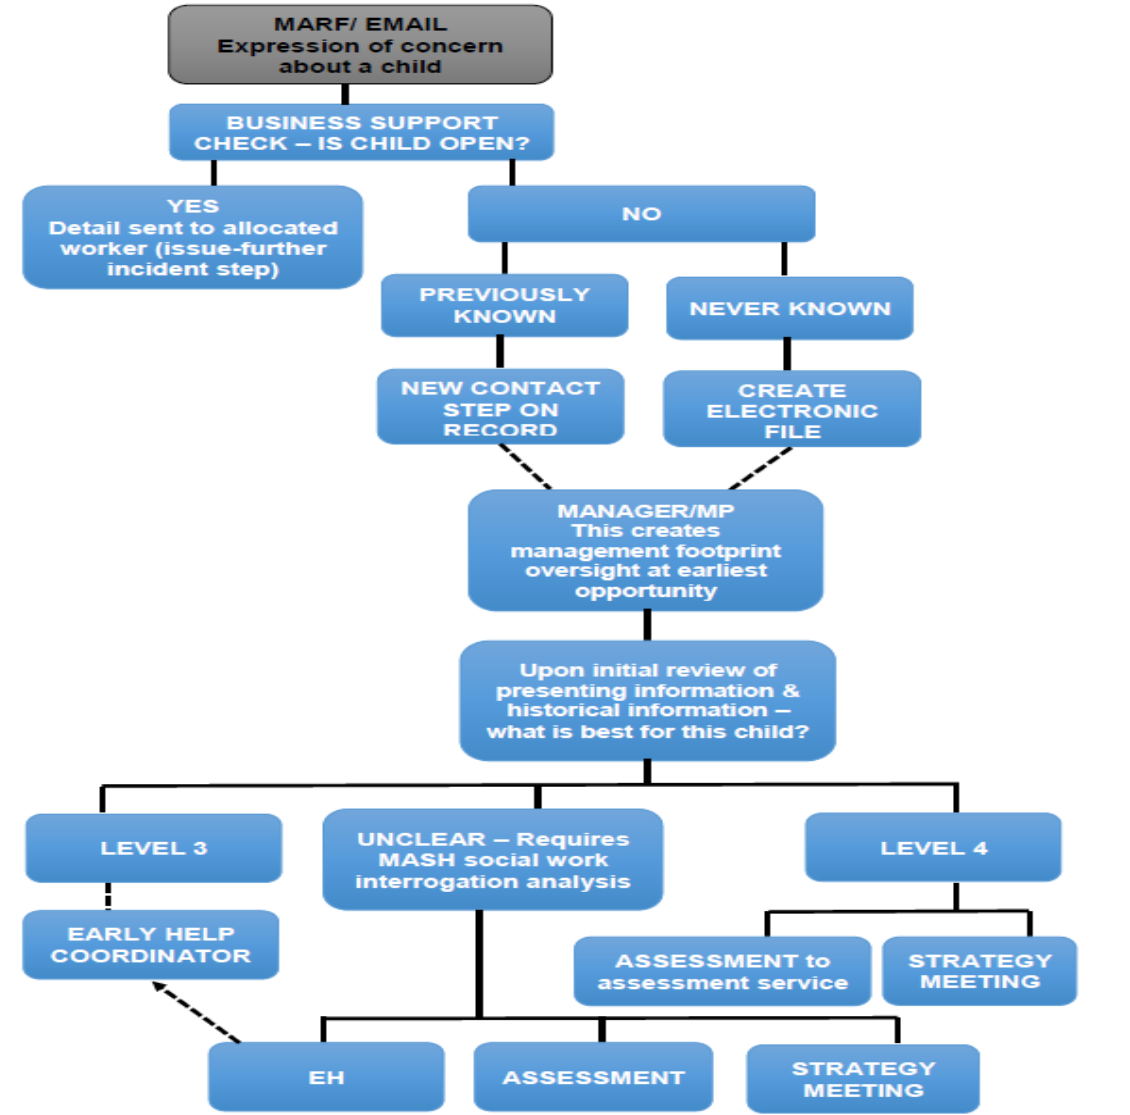 MARF/ EMAIL
Expression of concern
about a child
BUSINESS SUPPORT
CHECK – IS CHILD OPEN?
YES
Detail sent to allocated
worker (issue-further
incident step)
NO
PREVIOUSLY
KNOWN
NEVER KNOWN
NEW CONTACT
STEP ON
RECORD
CREATE
ELECTRONIC
FILE
MANAGER/MP
This creates
management footprint
oversight at earliest
opportunity
Upon initial review of
presenting information &
historical information –
what is best for this child?
LEVEL 3
UNCLEAR – Requires
MASH social work
interrogation analysis
LEVEL 4
EARLY HELP
COORDINATOR
ASSESSMENT to
assessment service
STRATEGY
MEETING
EH
ASSESSMENT
STRATEGY
MEETING